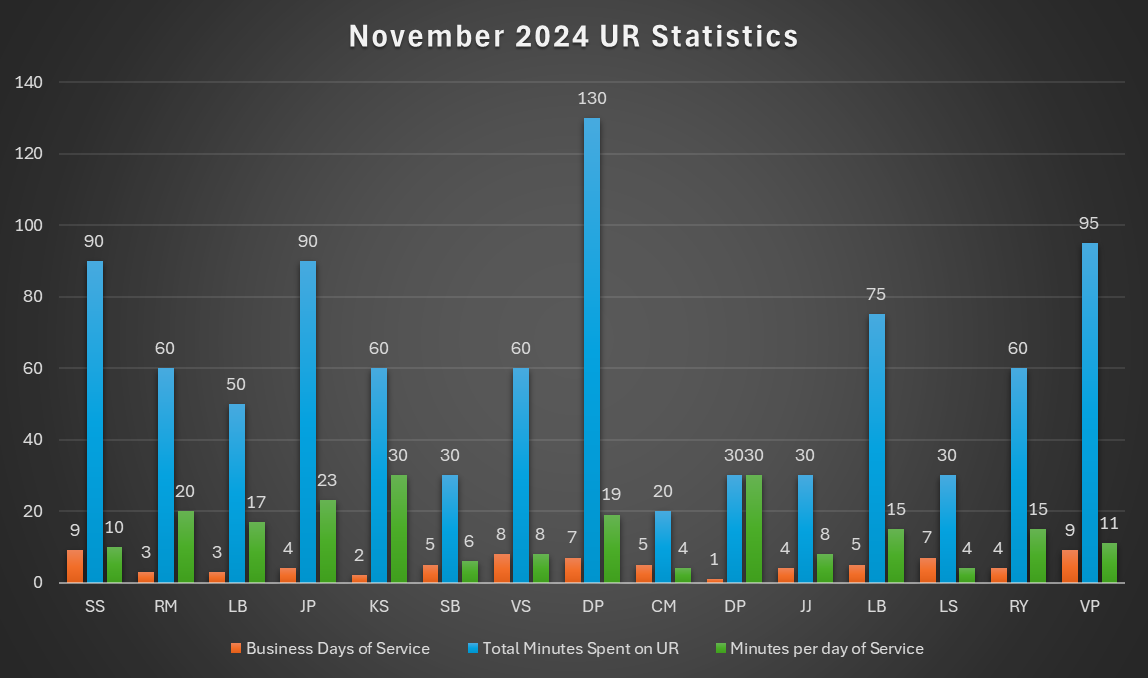 November 2024 UR Statistics
140
130
120
100
95
90 90
80
75
60 60 60 60 60
50
40
30 30 30 30 30 30 30
23
20 20 20
19
17
15 15
10 11
9 3 3 4 2 5 6 8 8 7 5 4 1 4 8 5 7 4 4 9
0
SS RM LB JP KS SB VS DP CM DP JJ LB LS RY VP
Business Days of Service Total Minutes Spent on UR Minutes per day of Service